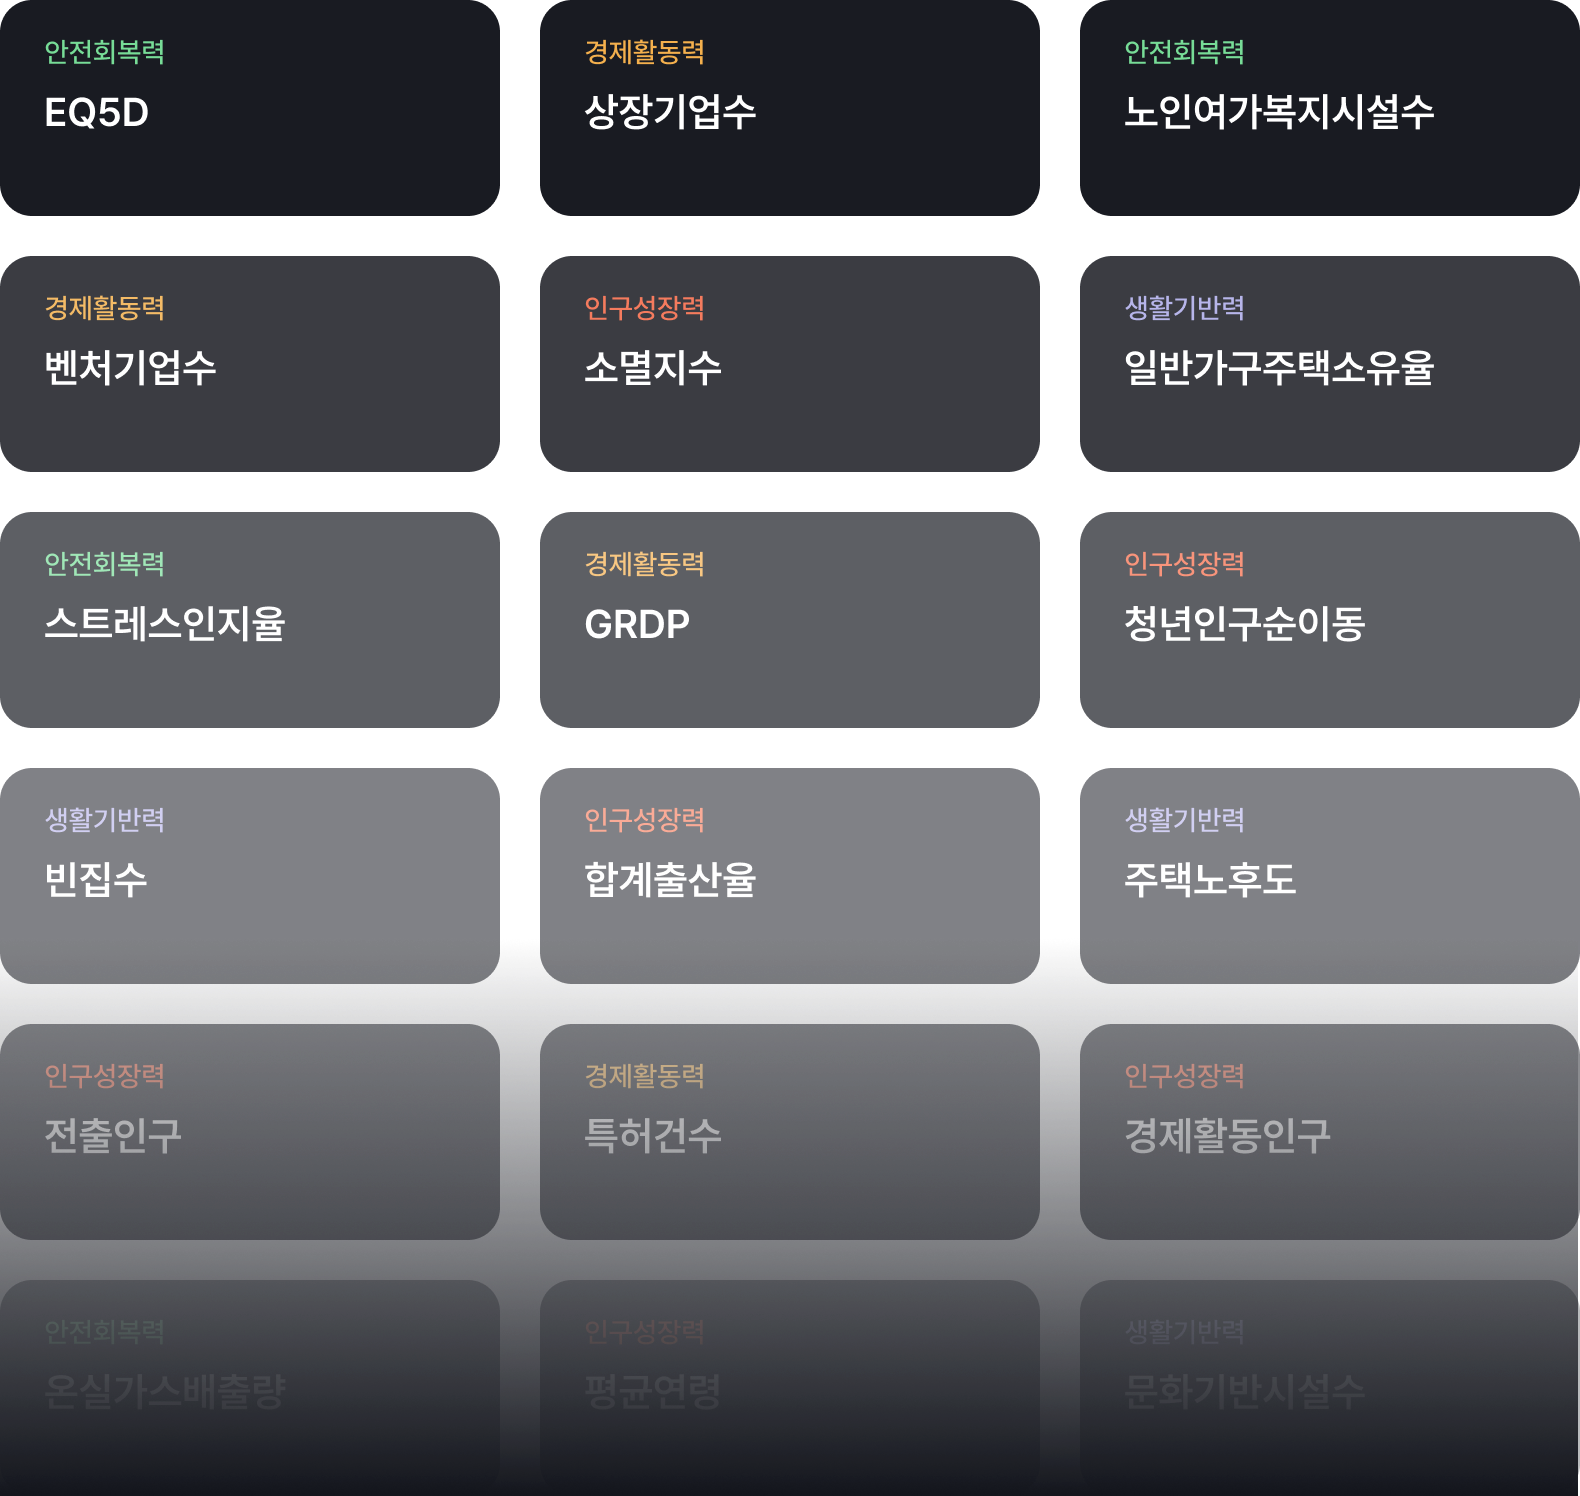 안전회복력
EQ5D
경제활동력
상장기업수
안전회복력
노인여가복지시설수
경제활동력
벤처기업수
인구성장력
소멸지수
생활기반력
일반가구주택소유율
안전회복력
스트레스인지율
경제활동력
GRDP
인구성장력
청년인구순이동
생활기반력
빈집수
인구성장력
합계출산율
생활기반력
주택노후도
인구성장력
전출인구
경제활동력
특허건수
인구성장력
경제활동인구
안전회복력
온실가스배출량
인구성장력
평균연령
생활기반력
문화기반시설수